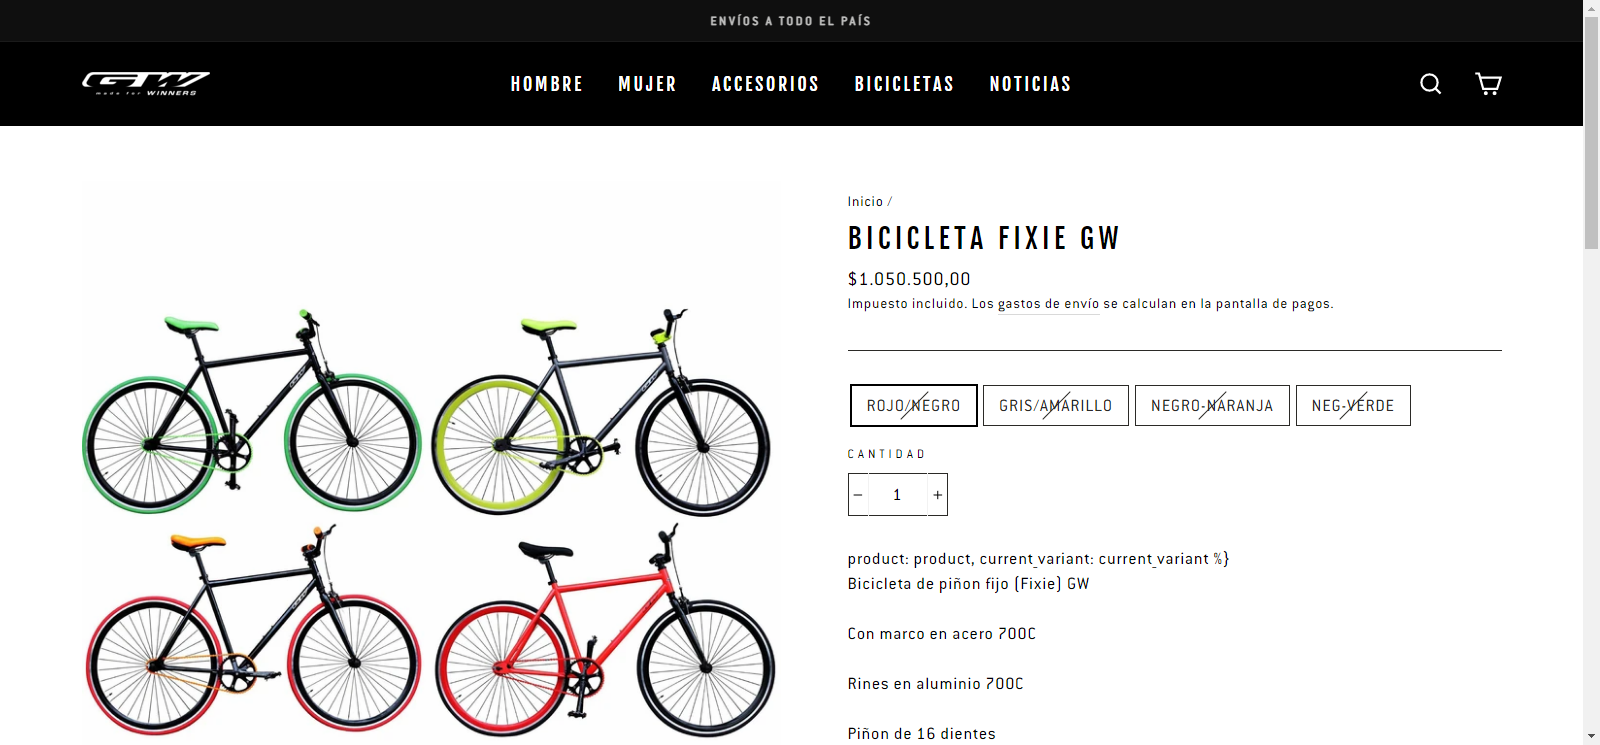 ENVÍOS A TODO EL PAÍS
GW
made for WINNERS
HOMBRE MUJER ACCESORIOS BICICLETAS NOTICIAS
Inicio /
BICICLETA FIXIE GW
$1.050.500,00
Impuesto incluido. Los gastos de envío se calculan en la pantalla de pagos.
ROJO/NEGRO GRIS/AMARILLO NEGRO-NARANJA NEG-VERDE
CANTIDAD
− 1 +
product: product, current_variant: current_variant %}
Bicicleta de piñon fijo (Fixie) GW
Con marco en acero 700C
Rines en aluminio 700C
Piñon de 16 dientes